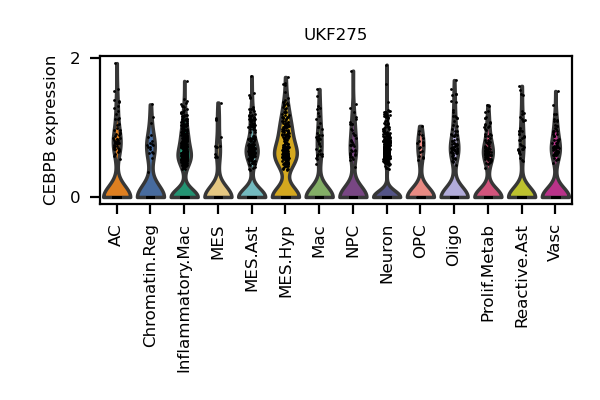 UKF275
CEBPB expression
2
0
AC
Chromatin.Reg
Inflammatory.Mac
MES
MES.Ast
MES.Hyp
Mac
NPC
Neuron
OPC
Oligo
Prolif.Metab
Reactive.Ast
Vasc